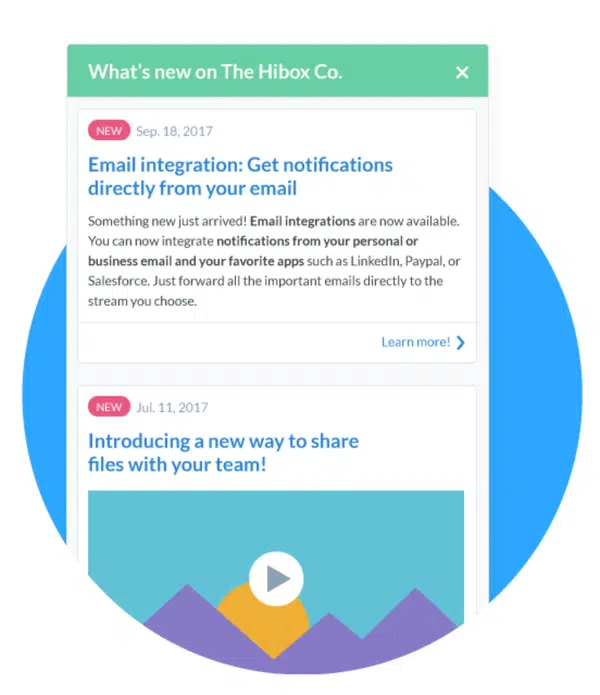 What's new on The Hibox Co.
NEW Sep. 18, 2017
Email integration: Get notifications
directly from your email
Something new just arrived! Email integrations are now available.
You can now integrate notifications from your personal or
business email and your favorite apps such as LinkedIn, Paypal, or
Salesforce. Just forward all the important emails directly to the
stream you choose.
Learn more!
NEW Jul. 11, 2017
Introducing a new way to share
files with your team!